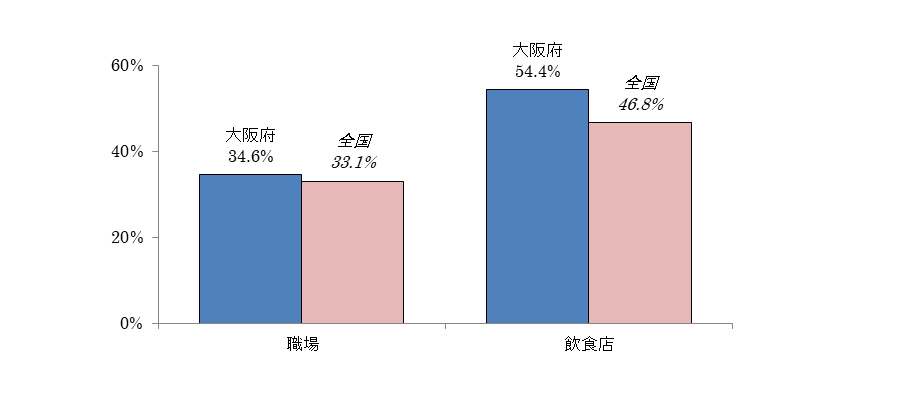 大阪府
54.4%
全国
46.8%
60%
大阪府
34.6%
全国
33.1%
40%
20%
0%
職場
飲食店